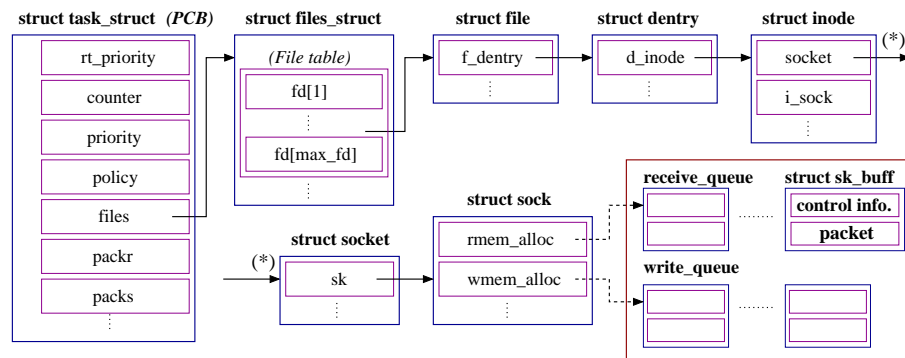 struct task_struct (PCB)
rt_priority
counter
priority
policy
files
packr
packs
struct files_struct
(File table)
fd[1]
fd[max_fd]
struct file
f_dentry
struct dentry
d_inode
struct inode
socket
i_sock
(*)
(*)
struct socket
sk
struct sock
rmem_alloc
wmem_alloc
receive_queue
struct sk_buff
control info.
packet
write_queue